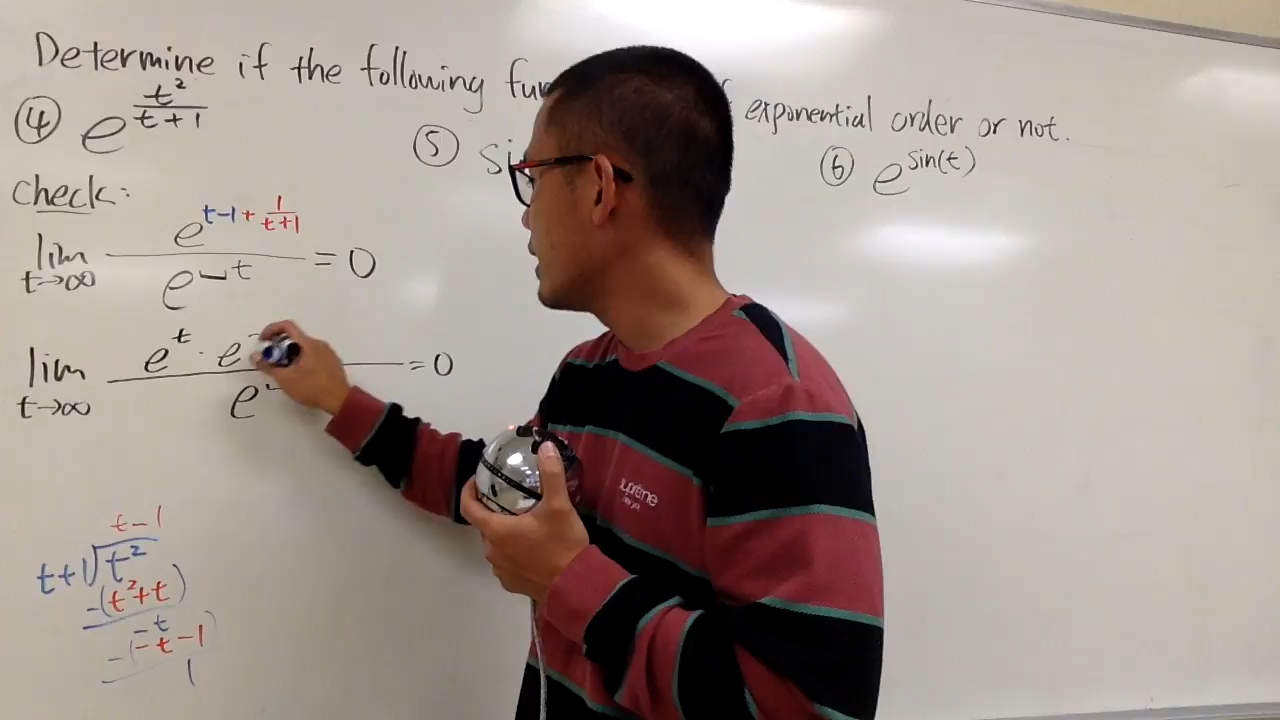 Determine if the following fu exponential order or not.
④ e^(t²/(t+1))
⑤ si
⑥ e^sin(t)
Check:
lim t→∞ e^(t-1+1/(t+1)) / e^(‿t) = 0
lim t→∞ e^t · e / e = 0
t-1
t+1√t²
-(t²+t)
-t
-(-t-1)
1
supreme